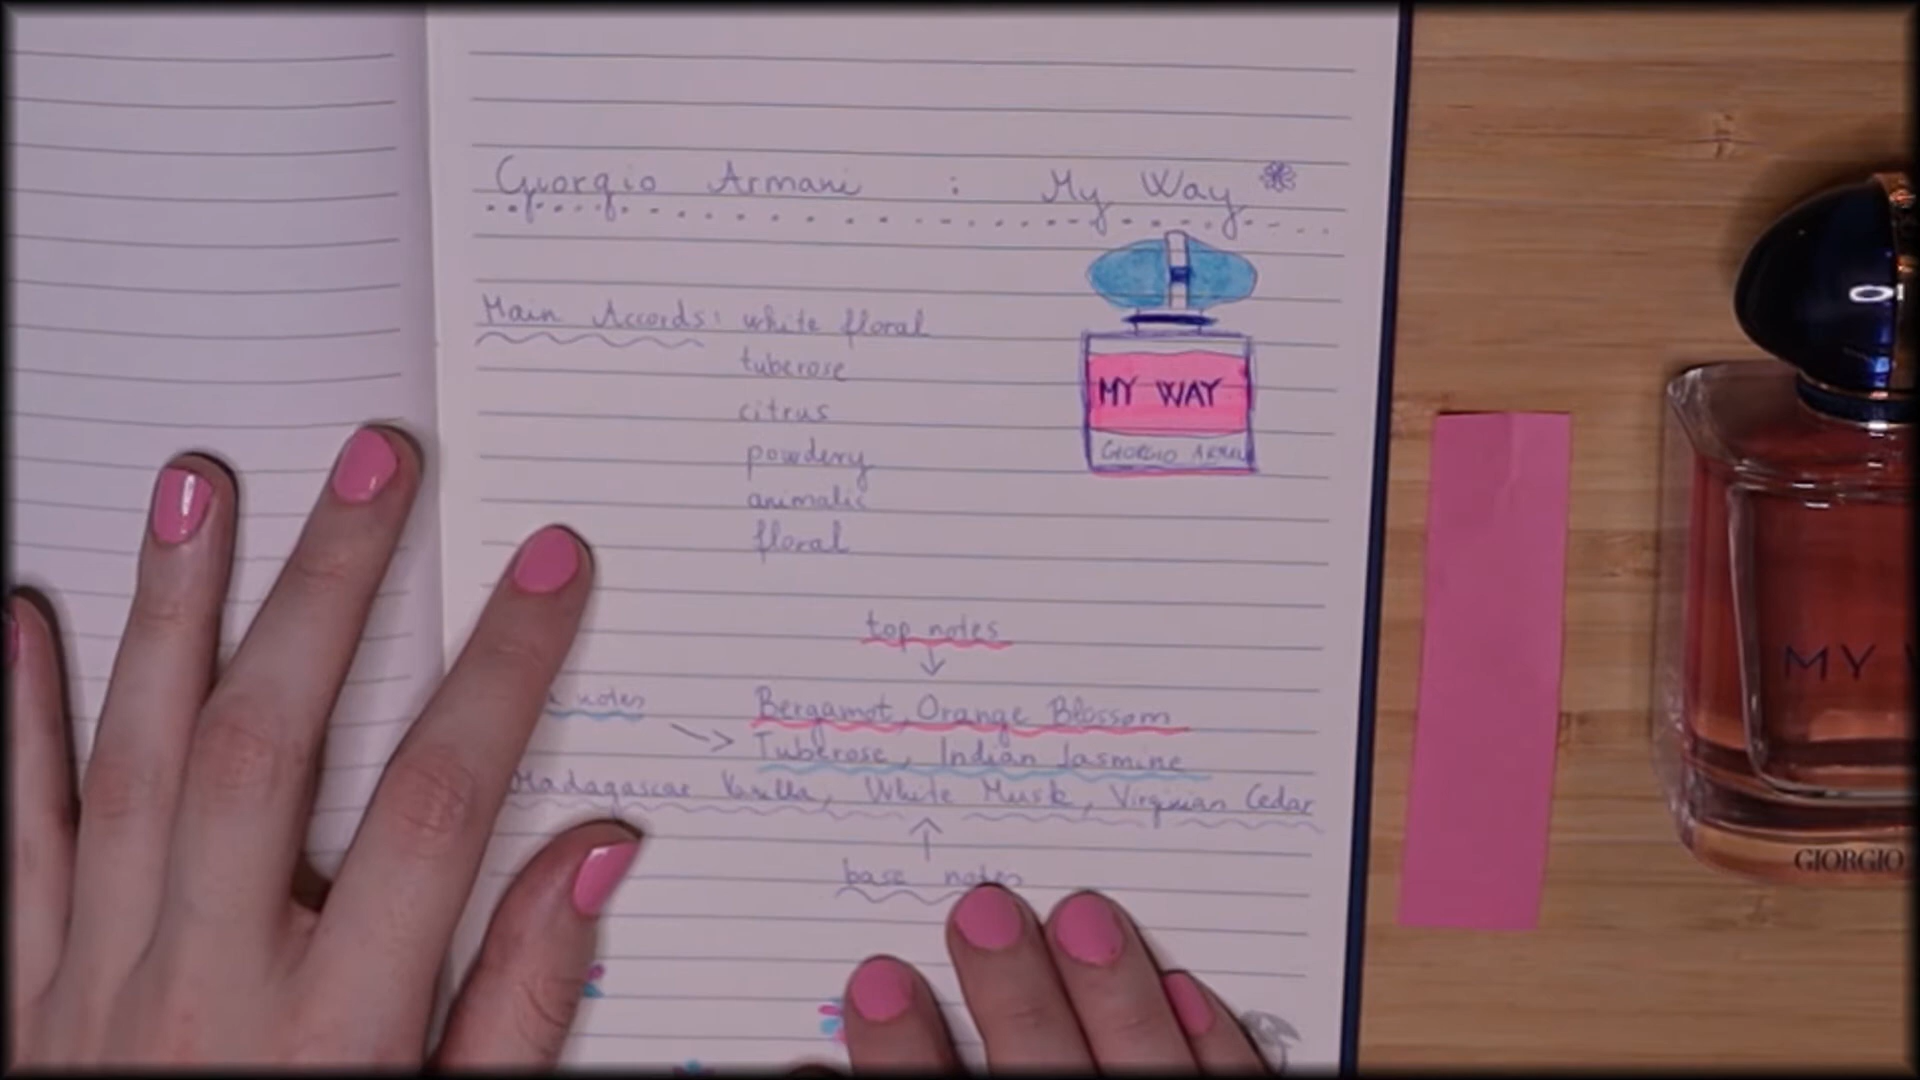 Giorgio Armani : My Way
Main Accords: white floral
tuberose
citrus
powdery
animalic
floral
MY WAY
GIORGIO
top notes
notes
Bergamot, Orange Blossom
Tuberose, Indian Jasmine
Madagascar Vanilla, White Musk, Virginian Cedar
base notes
MY
GIORGIO